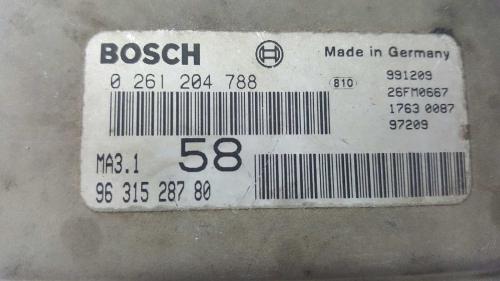 BOSCH
Made in Germany
0 261 204 788
810
991209
26FM0667
1763 0087
97209
MA3.1
58
96 315 287 80